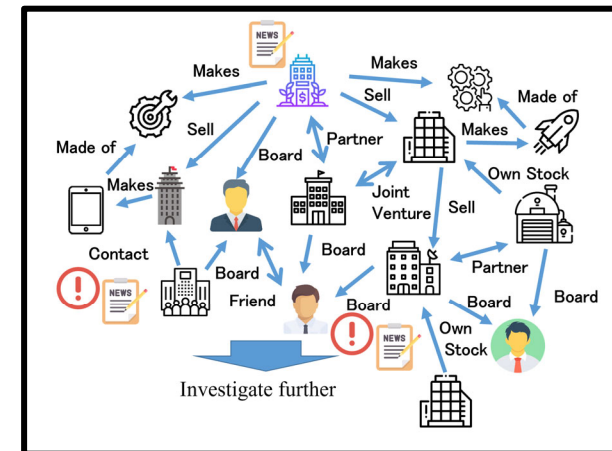 NEWS
Makes
Makes
Sell
Made of
Sell
Partner
Made of
Makes
Board
Own Stock
Makes
Joint
Venture
Sell
Contact
Board
Partner
NEWS
Board
Friend
Board
Board
Board
NEWS
Own
Stock
Investigate further